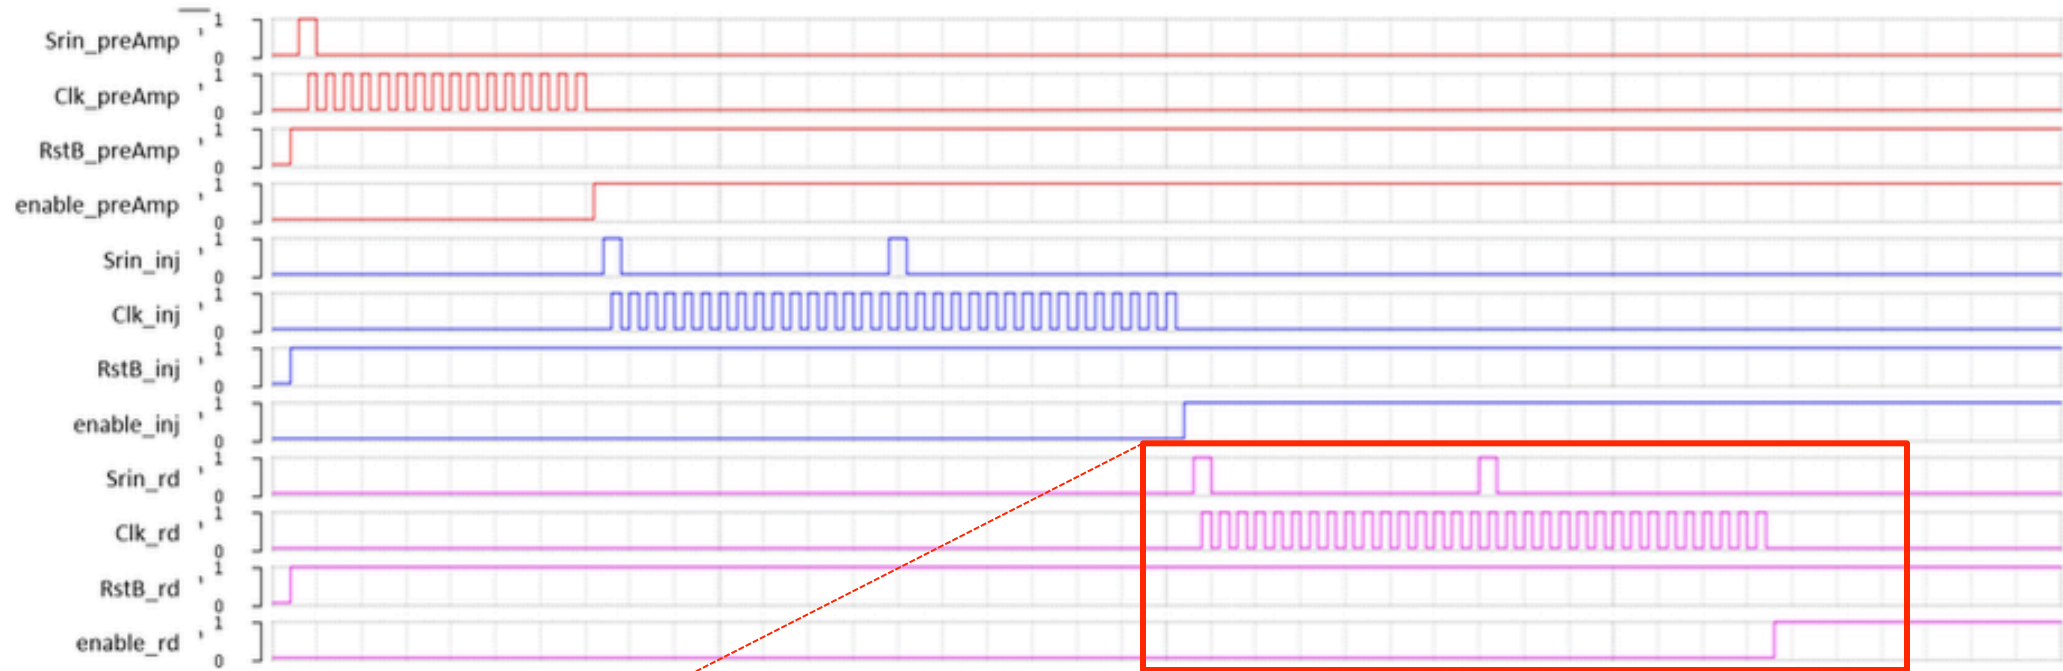 Srin_preAmp 1 0
Clk_preAmp 1 0
RstB_preAmp 1 0
enable_preAmp 1 0
Srin_inj 1 0
Clk_inj 1 0
RstB_inj 1 0
enable_inj 1 0
Srin_rd 1 0
Clk_rd 1 0
RstB_rd 1 0
enable_rd 1 0